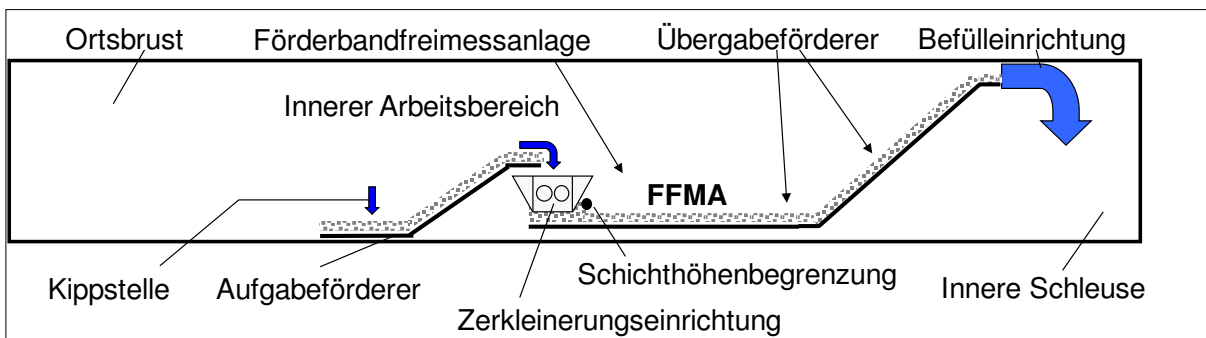 Ortsbrust Förderbandfreimessanlage Übergabeförderer Befülleinrichtung
Innerer Arbeitsbereich
FFMA
Schichthöhenbegrenzung
Kippstelle Aufgabeförderer Innere Schleuse
Zerkleinerungseinrichtung